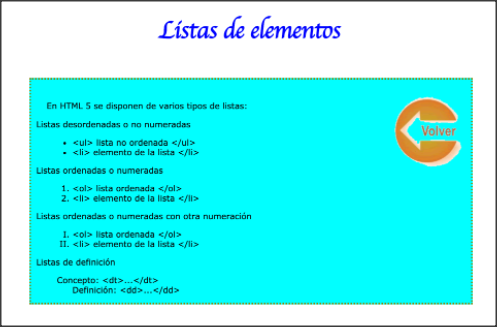 Listas de elementos
En HTML 5 se disponen de varios tipos de listas:
Volver
Listas desordenadas o no numeradas
• <ul> lista no ordenada </ul>
• <li> elemento de la lista </li>
Listas ordenadas o numeradas
1. <ol> lista ordenada </ol>
2. <li> elemento de la lista </li>
Listas ordenadas o numeradas con otra numeración
I. <ol> lista ordenada </ol>
II. <li> elemento de la lista </li>
Listas de definición
Concepto: <dt>...</dt>
Definición: <dd>...</dd>